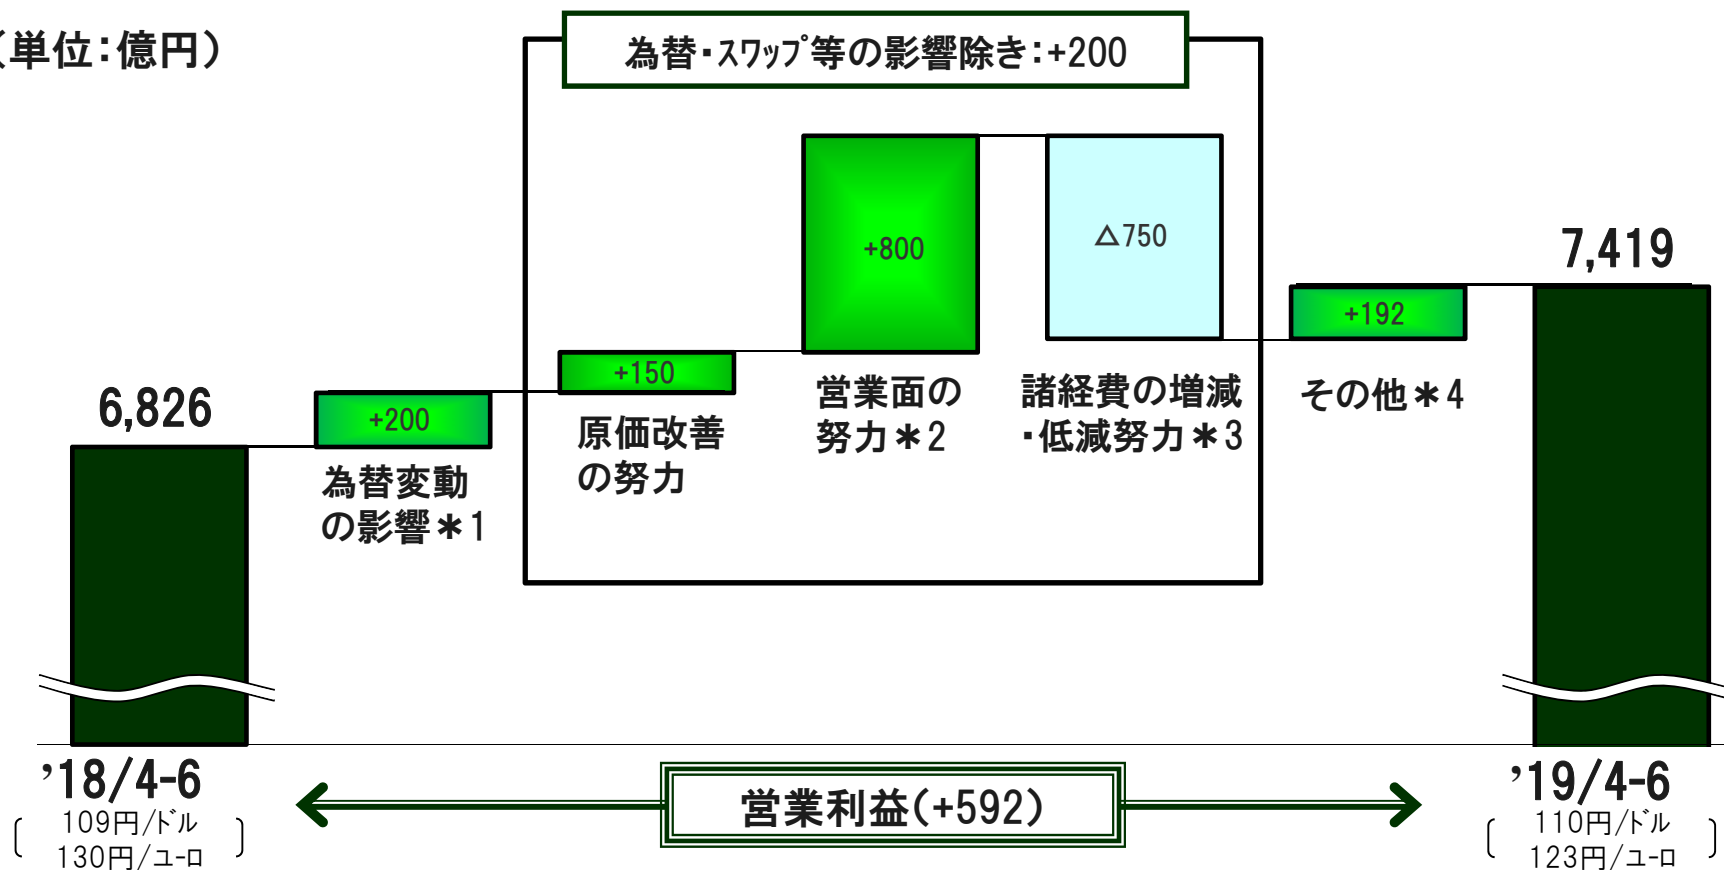 (単位:億円)
為替・スワップ等の影響除き:+200
6,826
+200
為替変動
の影響＊1
+150
原価改善
の努力
+800
営業面の
努力＊2
△750
諸経費の増減
・低減努力＊3
+192
その他＊4
7,419
’18/4-6
109円/ドル
130円/ユーロ
営業利益(+592)
’19/4-6
110円/ドル
123円/ユーロ